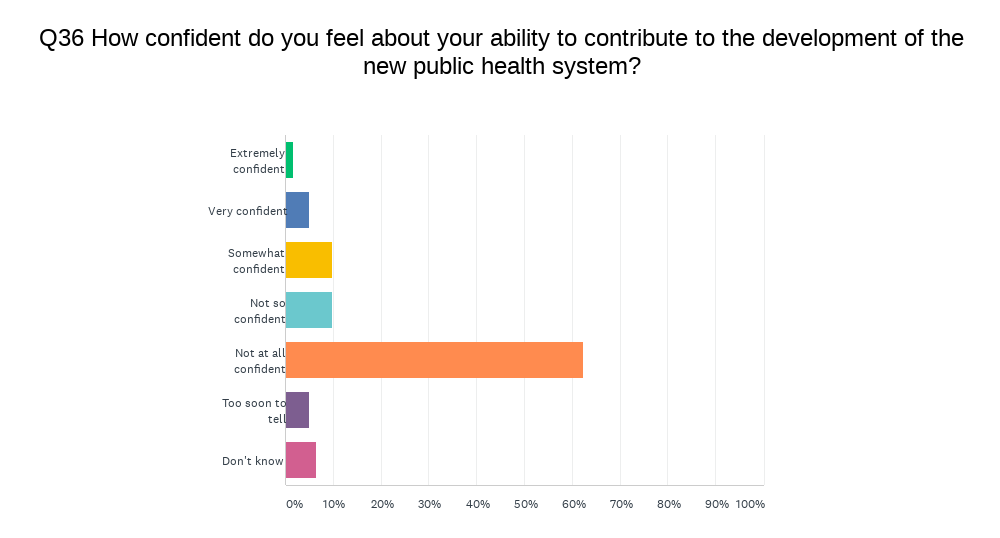 Q36 How confident do you feel about your ability to contribute to the development of the
new public health system?
Extremely
confident
Very confident
Somewhat
confident
Not so
confident
Not at all
confident
Too soon to
tell
Don't know
0% 10% 20% 30% 40% 50% 60% 70% 80% 90% 100%